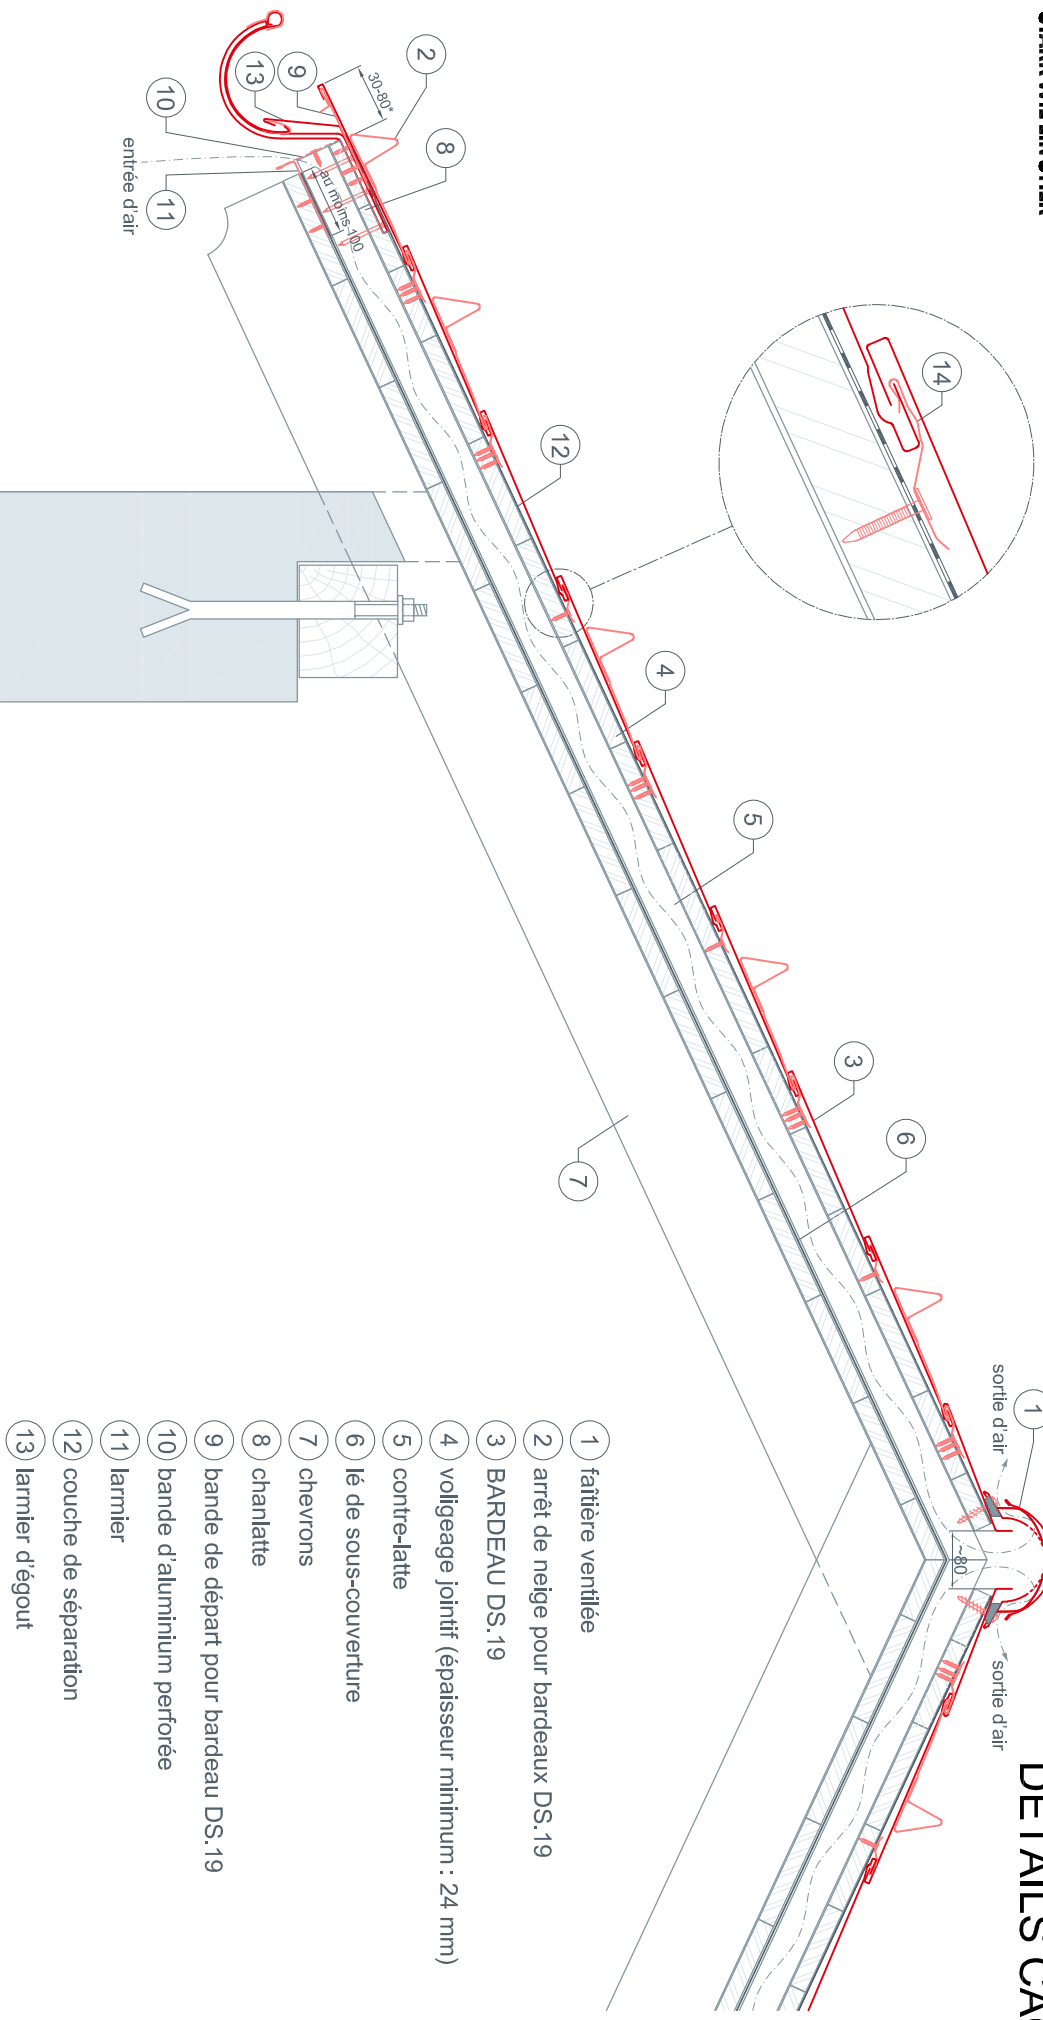 DÉTAILS
1
sortie d'air
sortie d'air
~80
2
30-80*
9
13
8
10
11
entrée d'air
au moins 100
14
12
4
5
3
6
7
1 faîtière ventilée
2 arrêt de neige pour bardeaux DS.19
3 BARDEAU DS.19
4 voligeage jointif (épaisseur minimum : 24 mm)
5 contre-latte
6 lé de sous-couverture
7 chevrons
8 chanlatte
9 bande de départ pour bardeau DS.19
10 bande d'aluminium perforée
11 larmier
12 couche de séparation
13 larmier d'égout